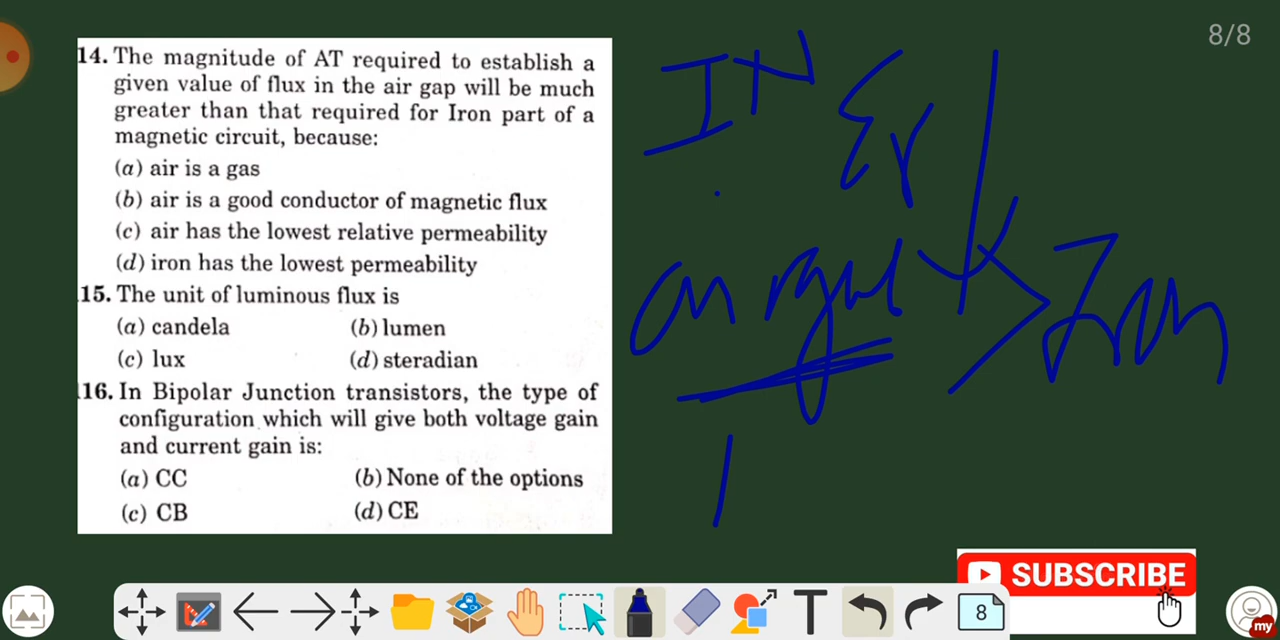 8/8
14. The magnitude of AT required to establish a
given value of flux in the air gap will be much
greater than that required for Iron part of a
magnetic circuit, because:
(a) air is a gas
(b) air is a good conductor of magnetic flux
(c) air has the lowest relative permeability
(d) iron has the lowest permeability
15. The unit of luminous flux is
(a) candela (b) lumen
(c) lux (d) steradian
16. In Bipolar Junction transistors, the type of
configuration which will give both voltage gain
and current gain is:
(a) CC (b) None of the options
(c) CB (d) CE
IN
Iron
SUBSCRIBE
T
8
my